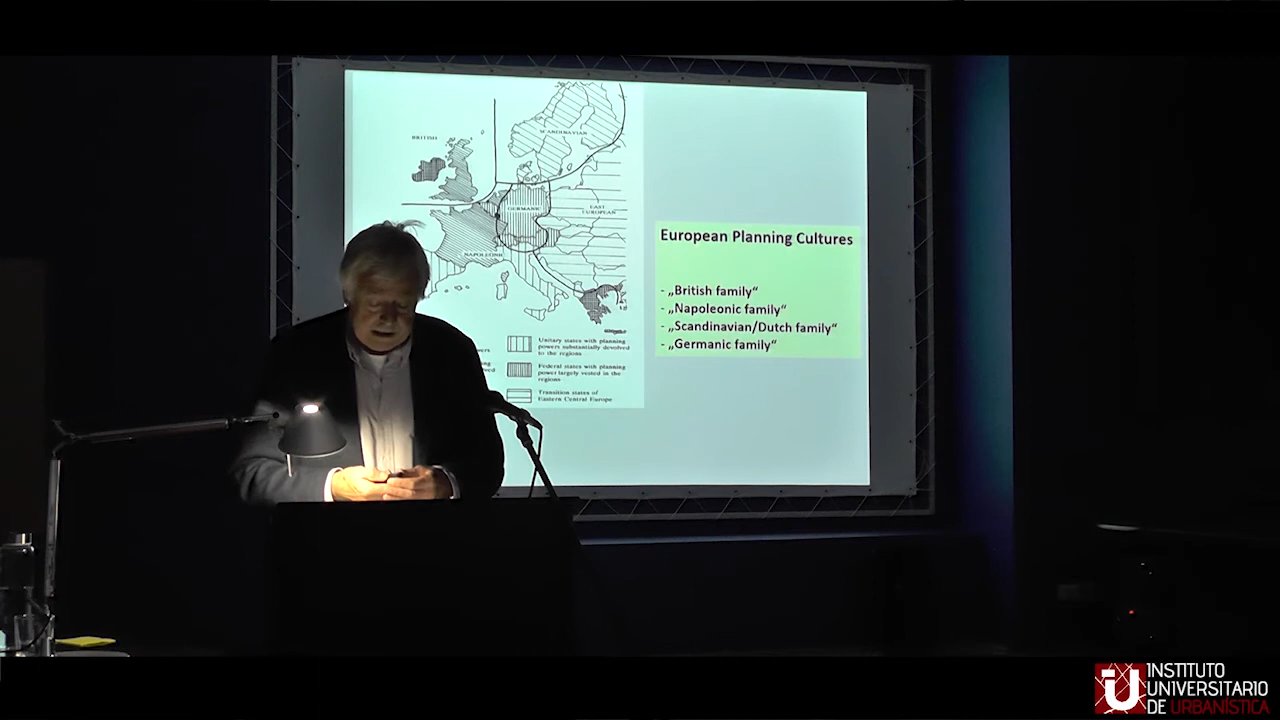 BRITISH
SCANDINAVIAN
GERMANIC
EAST
EUROPEAN
NAPOLEONIC
Unitary states with planning
powers substantially devolved
to the regions
Federal states with planning
power largely vested in the
regions
Transition states of
Eastern Central Europe
European Planning Cultures
- „British family“
- „Napoleonic family“
- „Scandinavian/Dutch family“
- „Germanic family“
IU
INSTITUTO
UNIVERSITARIO
DE URBANÍSTICA